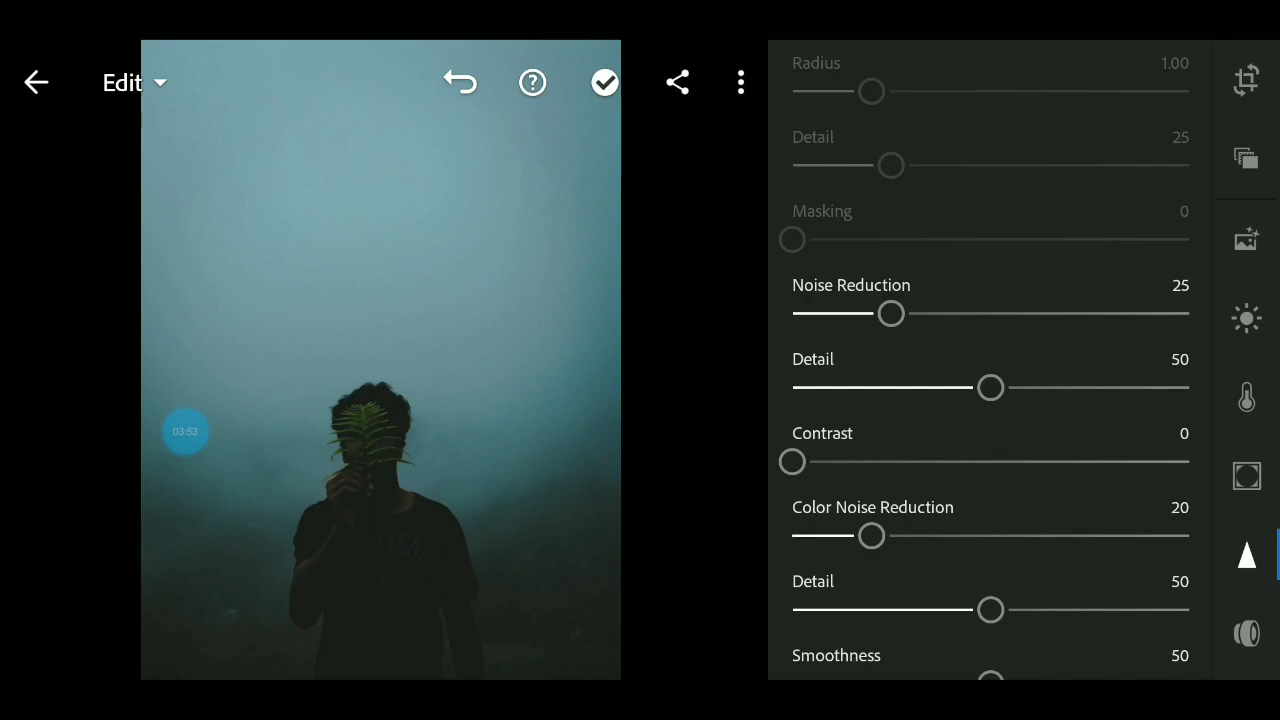 Edit
03:53
Radius 1.00
Detail 25
Masking 0
Noise Reduction 25
Detail 50
Contrast 0
Color Noise Reduction 20
Detail 50
Smoothness 50